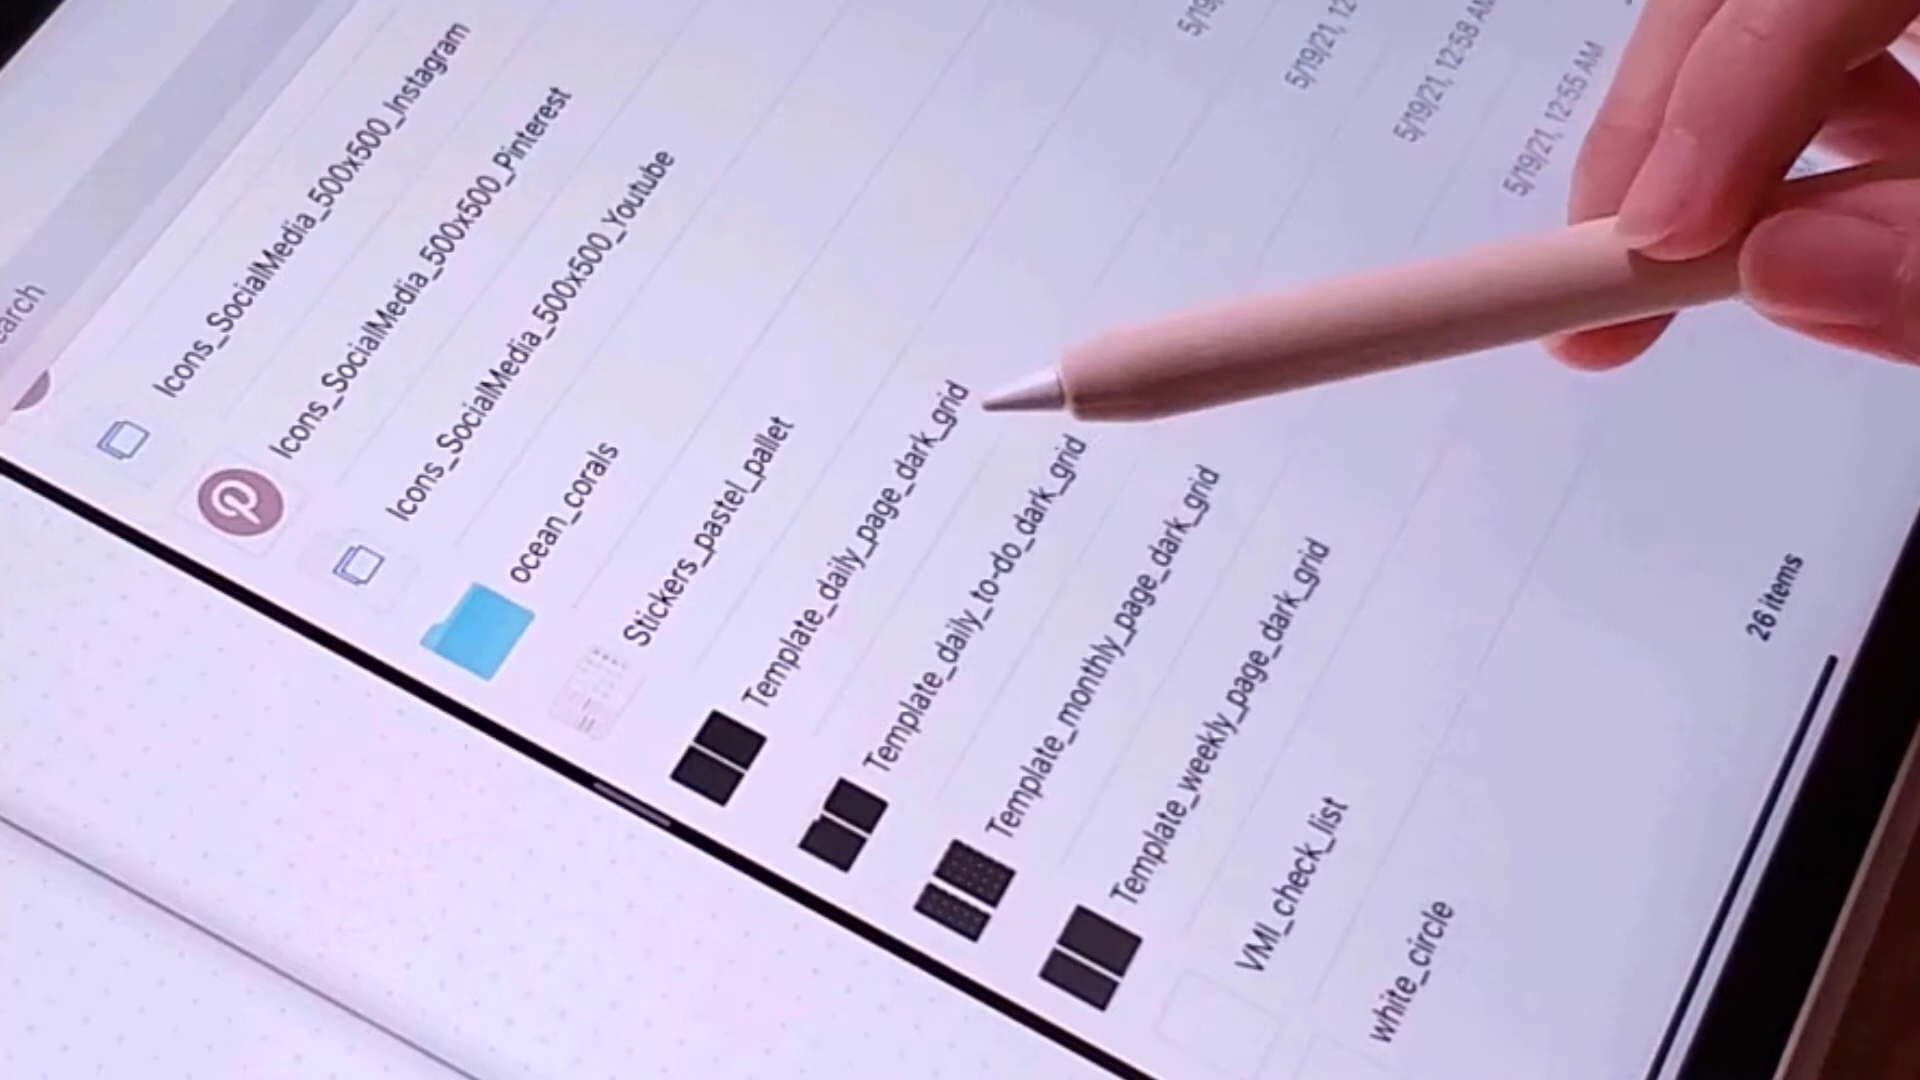 Icons_SocialMedia_500x500_Instagram
Icons_SocialMedia_500x500_Pinterest
Icons_SocialMedia_500x500_Youtube
ocean_corals
Stickers_pastel_pallet
Template_daily_page_dark_grid
Template_daily_to-do_dark_grid
Template_monthly_page_dark_grid
Template_weekly_page_dark_grid
VMI_check_list
white_circle
5/19/21, 12:58 AM
5/19/21, 12:55 AM
26 items